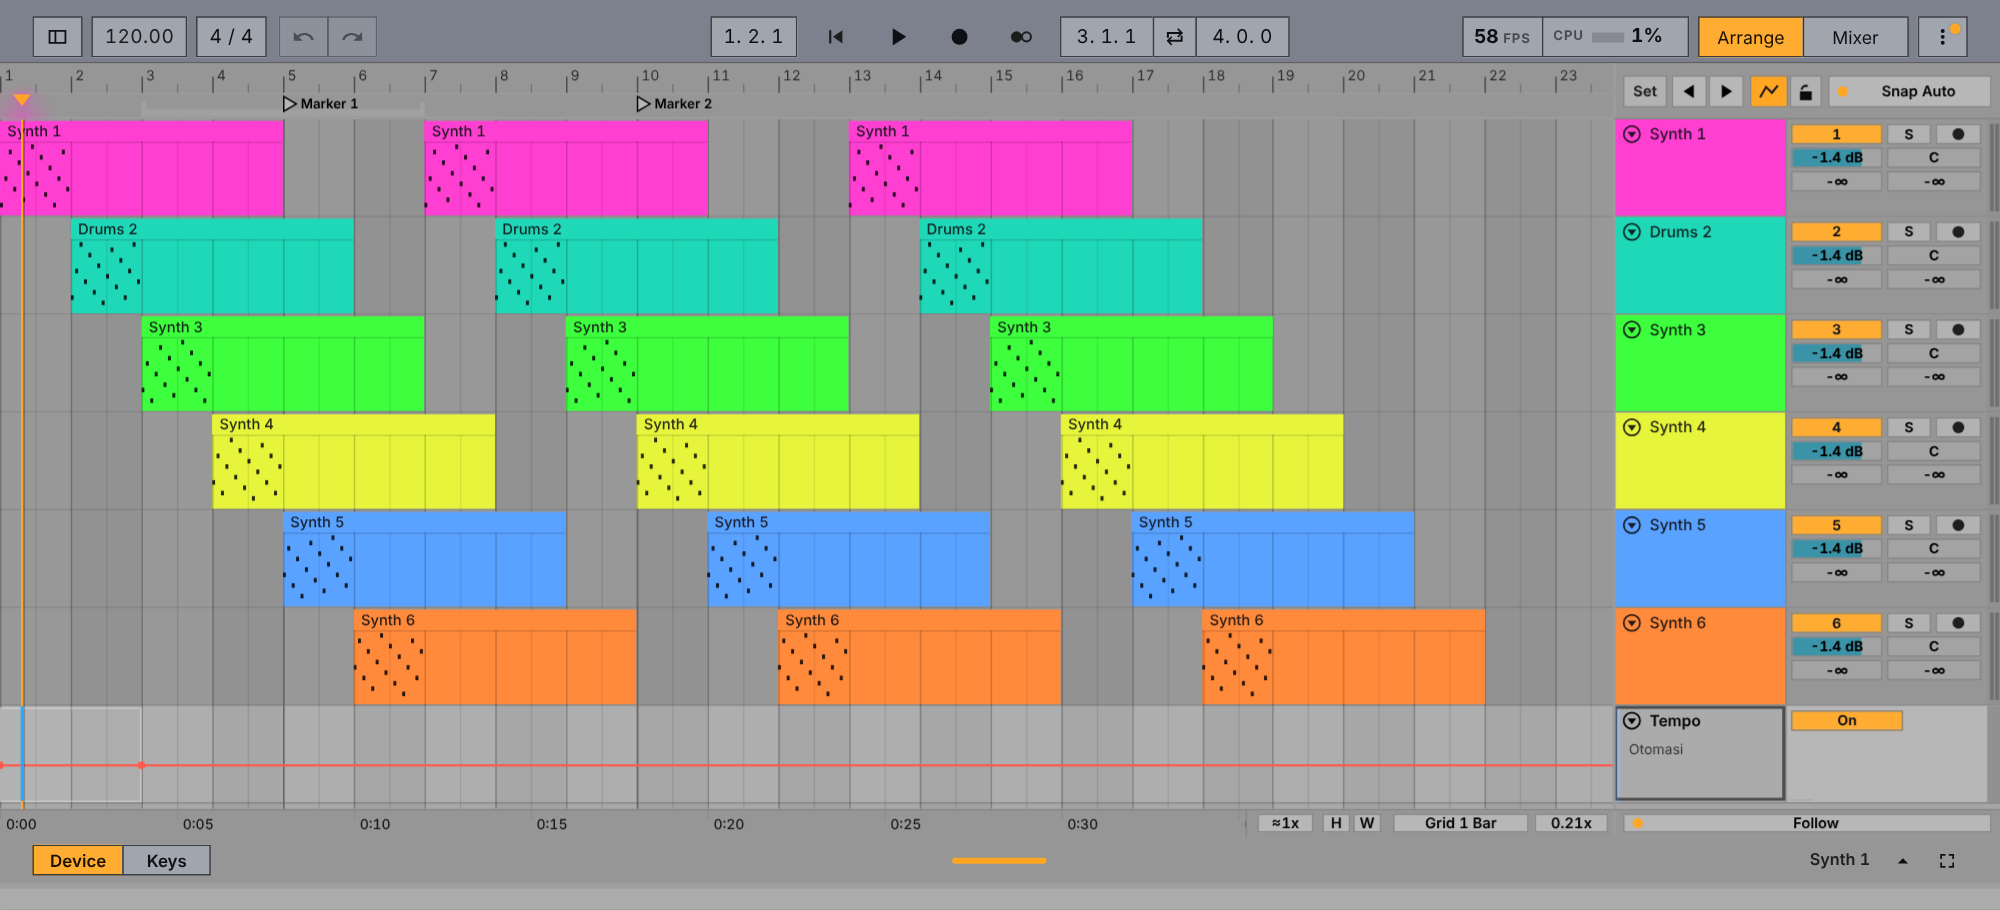 120.00 4 / 4 1. 2. 1 3. 1. 1 4. 0. 0 58 FPS CPU 1% Arrange Mixer
1 2 3 4 5 6 7 8 9 10 11 12 13 14 15 16 17 18 19 20 21 22 23
Marker 1 Marker 2 Set Snap Auto
Synth 1 Synth 1 Synth 1 Synth 1 1 S
-1.4 dB C
-∞ -∞
Drums 2 Drums 2 Drums 2 Drums 2 2 S
-1.4 dB C
-∞ -∞
Synth 3 Synth 3 Synth 3 Synth 3 3 S
-1.4 dB C
-∞ -∞
Synth 4 Synth 4 Synth 4 Synth 4 4 S
-1.4 dB C
-∞ -∞
Synth 5 Synth 5 Synth 5 Synth 5 5 S
-1.4 dB C
-∞ -∞
Synth 6 Synth 6 Synth 6 Synth 6 6 S
-1.4 dB C
-∞ -∞
Tempo On
Otomasi
0:00 0:05 0:10 0:15 0:20 0:25 0:30 ≈1x H W Grid 1 Bar 0.21x Follow
Device Keys Synth 1